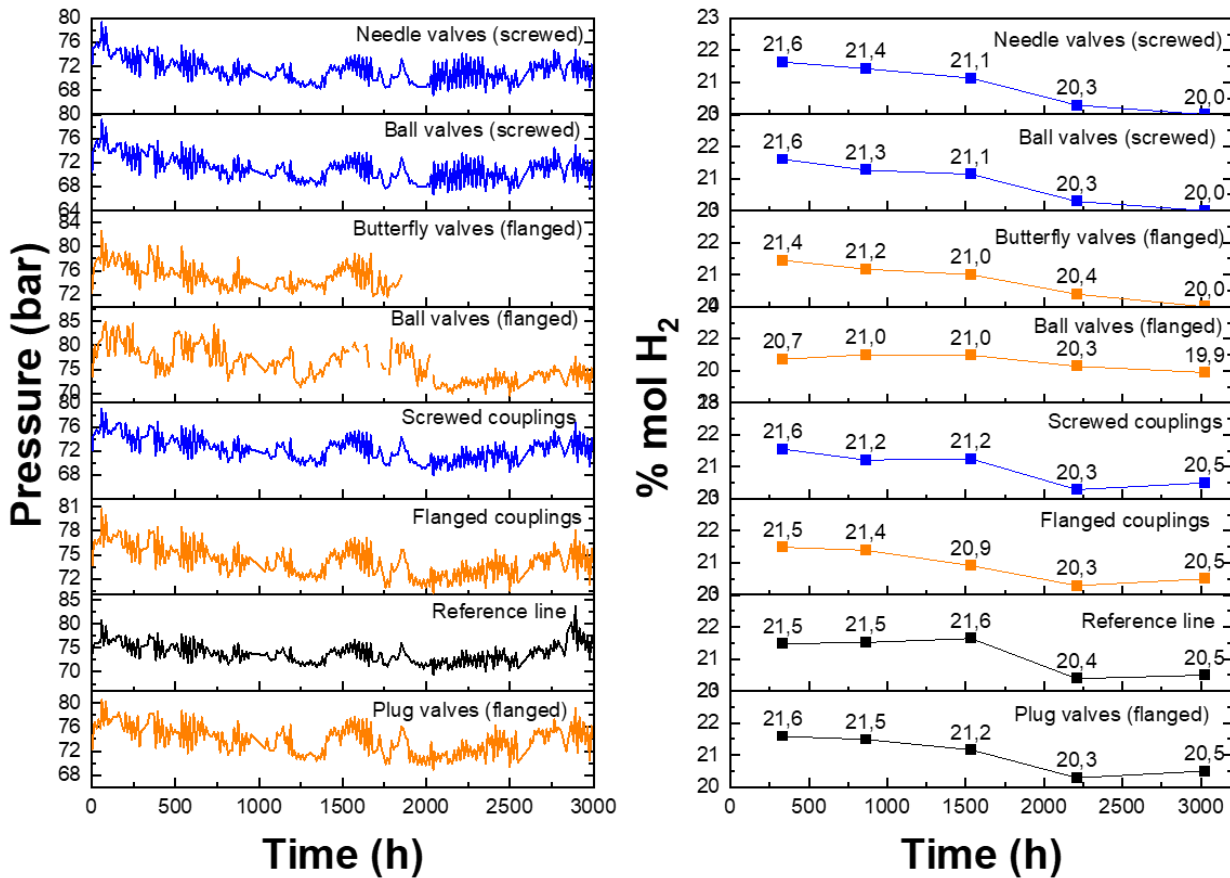 Pressure (bar)
80
76
72
68
Needle valves (screwed)
80
76
72
68
64
Ball valves (screwed)
84
80
76
72
Butterfly valves (flanged)
85
80
75
70
Ball valves (flanged)
80
76
72
68
Screwed couplings
81
78
75
72
Flanged couplings
85
80
75
70
Reference line
80
76
72
68
Plug valves (flanged)
0 500 1000 1500 2000 2500 3000
Time (h)
% mol H2
23
22
21
21,6 21,4 21,1 20,3 20,0
Needle valves (screwed)
22
21
21,6 21,3 21,1 20,3 20,0
Ball valves (screwed)
22
21
21,4 21,2 21,0 20,4 20,0
Butterfly valves (flanged)
22
20
20,7 21,0 21,0 20,3 19,9
Ball valves (flanged)
22
21
21,6 21,2 21,2 20,3 20,5
Screwed couplings
22
21
21,5 21,4 20,9 20,3 20,5
Flanged couplings
22
21
21,5 21,5 21,6 20,4 20,5
Reference line
22
21
20
21,6 21,5 21,2 20,3 20,5
Plug valves (flanged)
0 500 1000 1500 2000 2500 3000
Time (h)